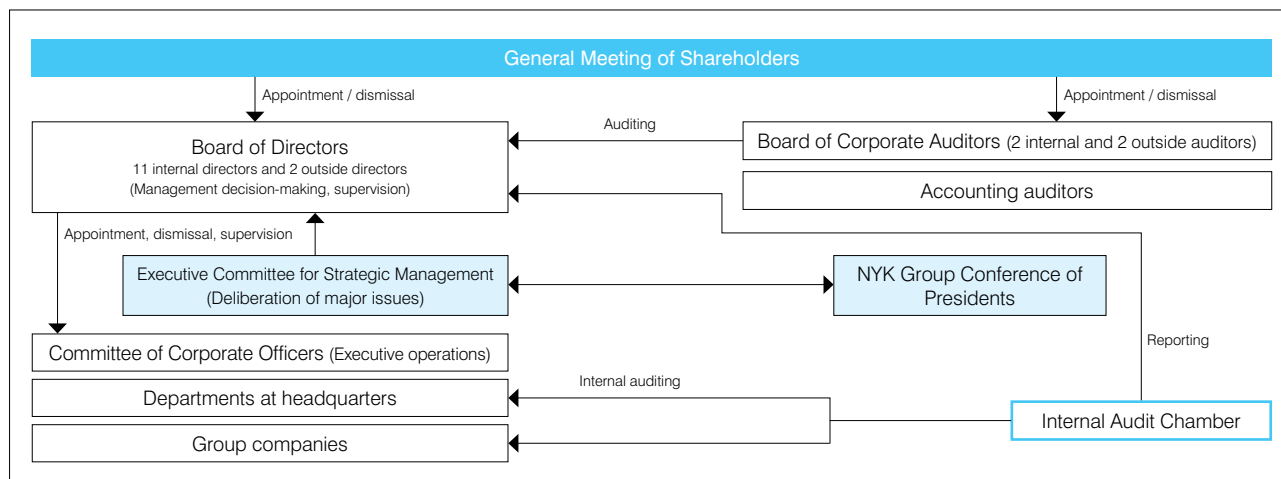 General Meeting of Shareholders
Appointment / dismissal
Appointment / dismissal
Board of Directors
11 internal directors and 2 outside directors
(Management decision-making, supervision)
Auditing
Board of Corporate Auditors (2 internal and 2 outside auditors)
Accounting auditors
Appointment, dismissal, supervision
Executive Committee for Strategic Management
(Deliberation of major issues)
NYK Group Conference of
Presidents
Committee of Corporate Officers (Executive operations)
Reporting
Internal auditing
Departments at headquarters
Internal Audit Chamber
Group companies